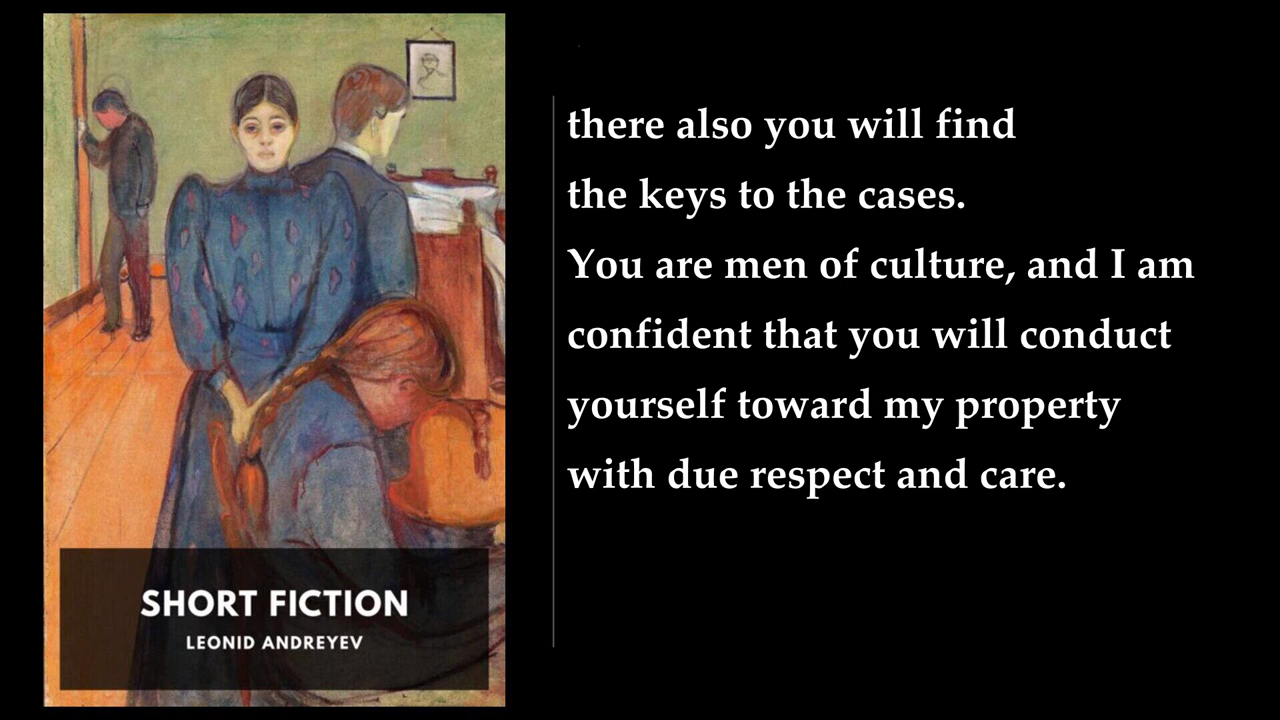 SHORT FICTION
LEONID ANDREYEV
there also you will find
the keys to the cases.
You are men of culture, and I am
confident that you will conduct
yourself toward my property
with due respect and care.